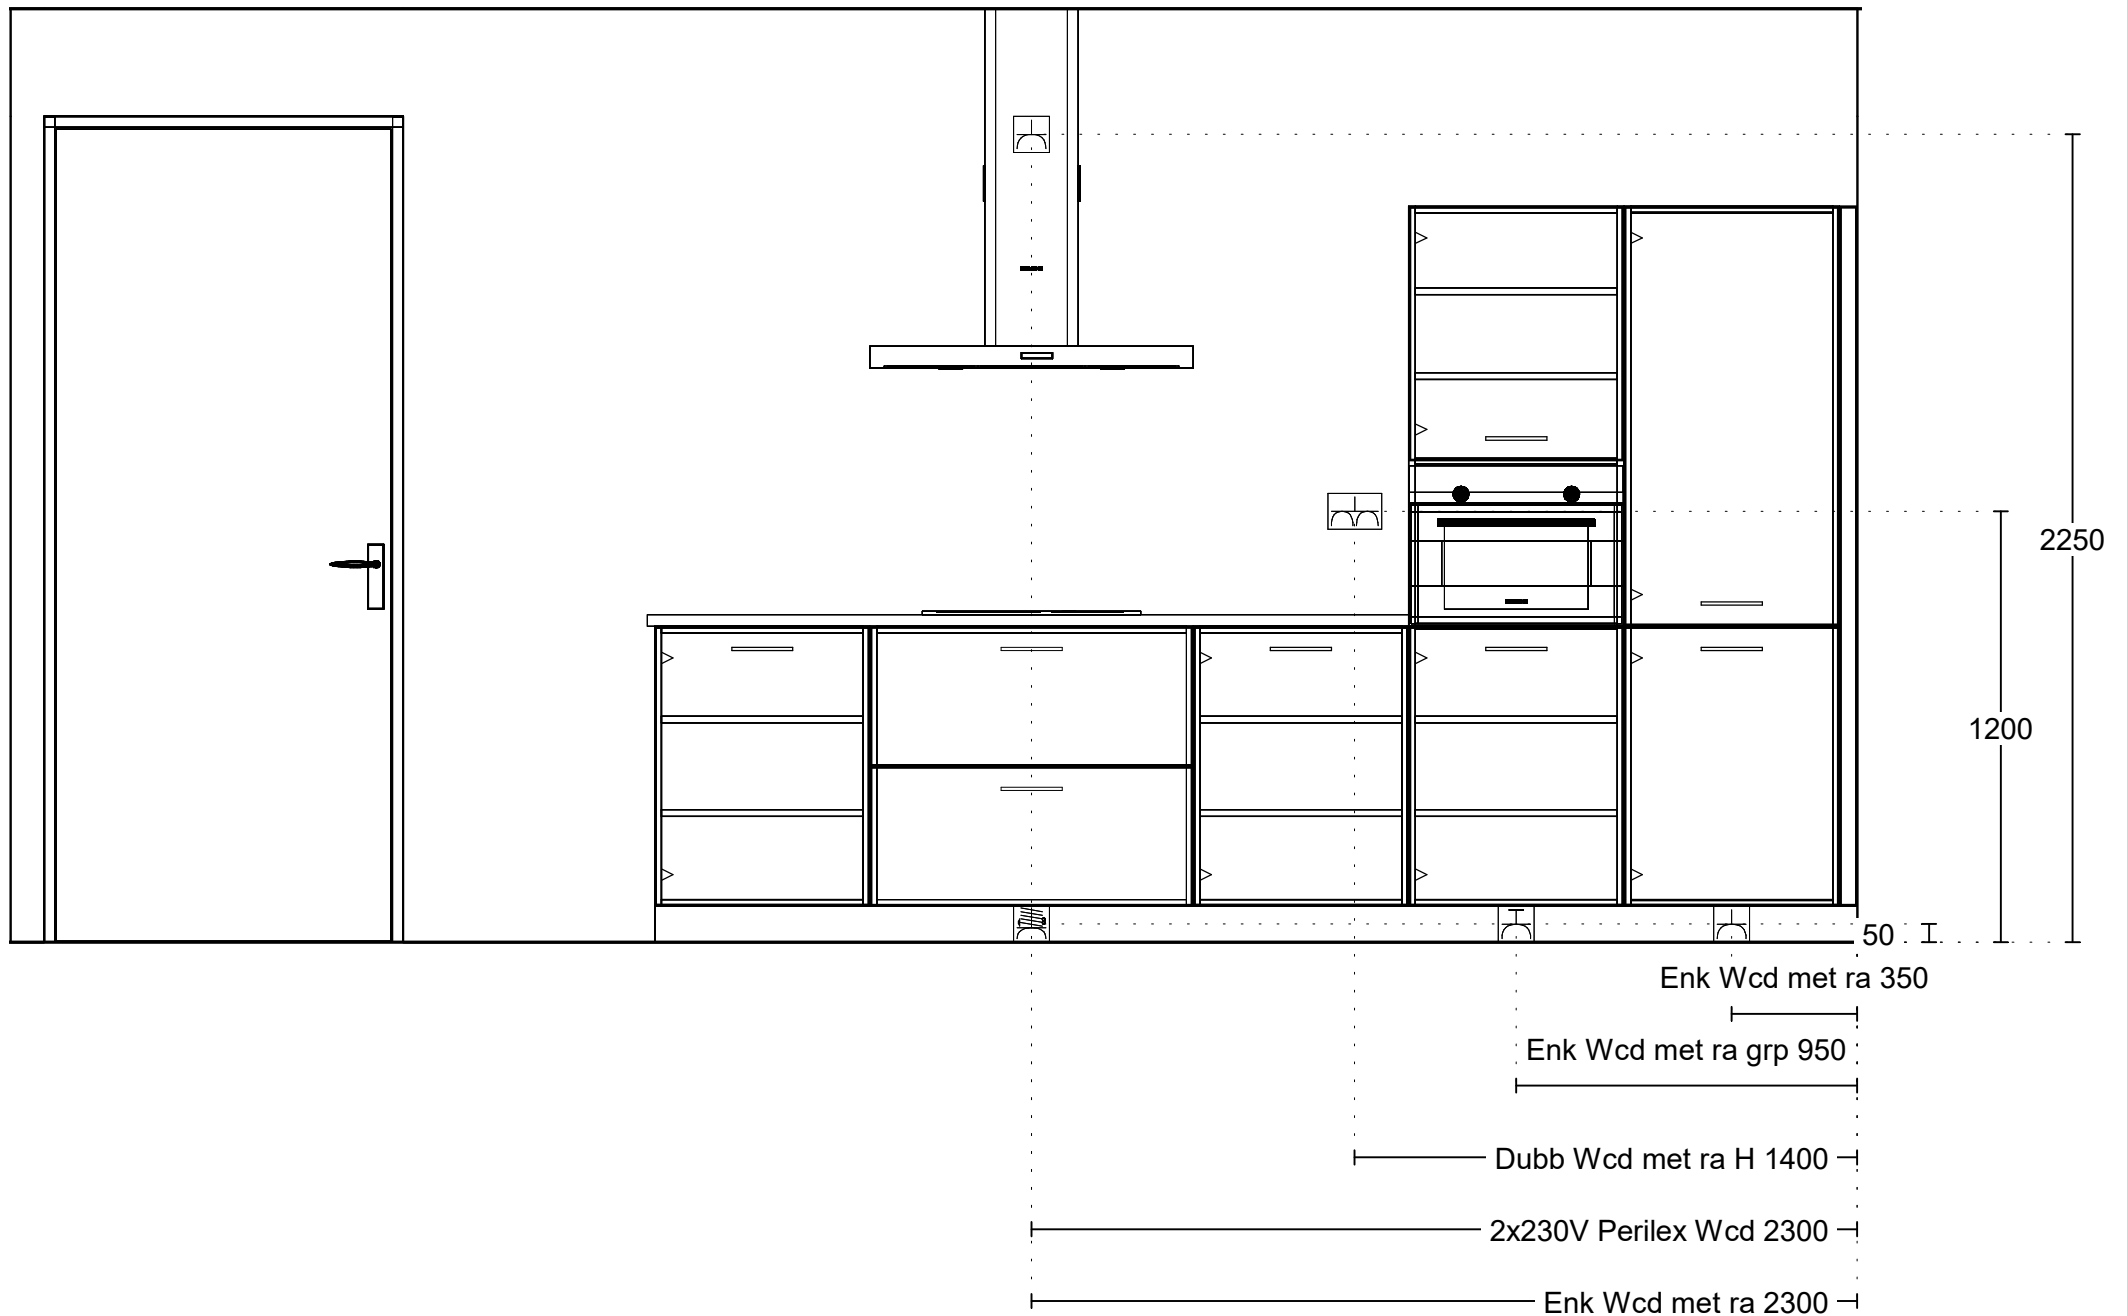 2250
1200
50
Enk Wcd met ra 350
Enk Wcd met ra grp 950
Dubb Wcd met ra H 1400
2x230V Perilex Wcd 2300
Enk Wcd met ra 2300